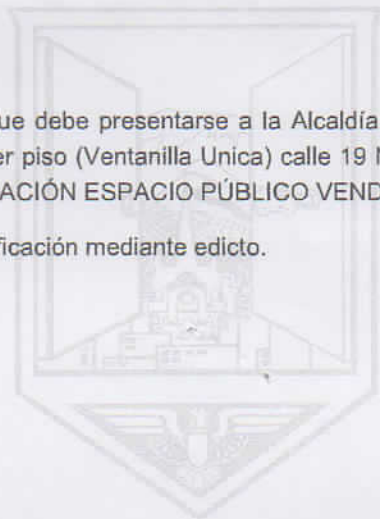 ue debe presentarse a la Alcaldía
er piso (Ventanilla Unica) calle 19 N
ACIÓN ESPACIO PÚBLICO VEND
ficación mediante edicto.